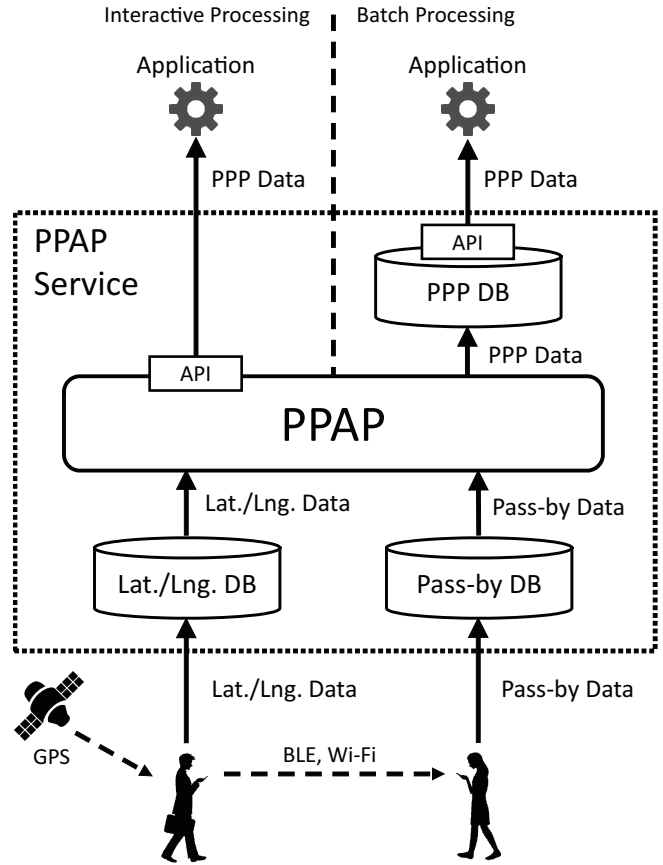 Interactive Processing
Batch Processing
Application
Application
PPP Data
PPP Data
PPAP
Service
API
PPP DB
PPP Data
API
PPAP
Lat./Lng. Data
Pass-by Data
Lat./Lng. DB
Pass-by DB
Lat./Lng. Data
Pass-by Data
GPS
BLE, Wi-Fi